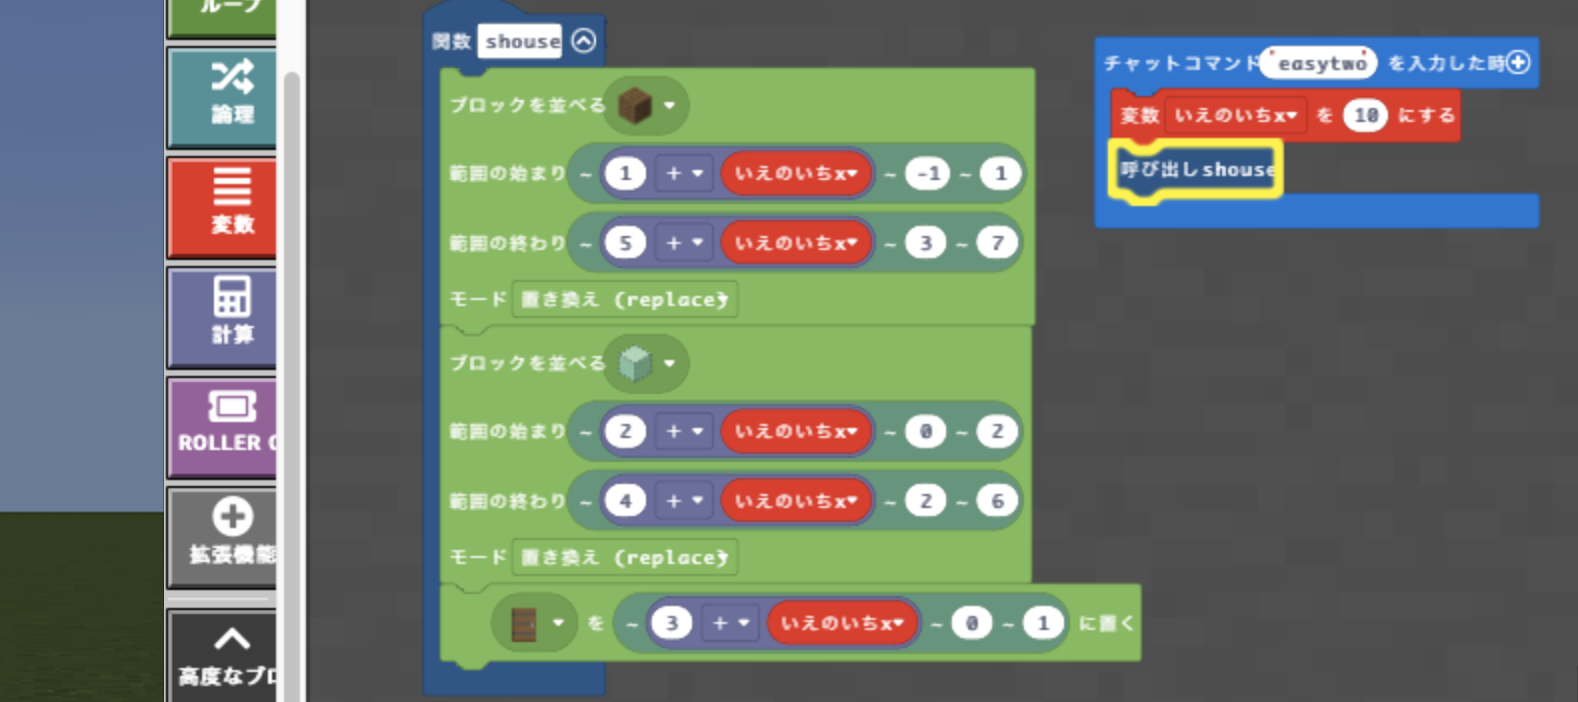 ループ
論理
変数
計算
ROLLER C
拡張機能
高度なブロ
関数 shouse
ブロックを並べる
範囲の始まり ~ 1 + いえのいちx ~ -1 ~ 1
範囲の終わり ~ 5 + いえのいちx ~ 3 ~ 7
モード 置き換え (replace)
ブロックを並べる
範囲の始まり ~ 2 + いえのいちx ~ 0 ~ 2
範囲の終わり ~ 4 + いえのいちx ~ 2 ~ 6
モード 置き換え (replace)
を ~ 3 + いえのいちx ~ 0 ~ 1 に置く
チャットコマンド "easytwo" を入力した時
変数 いえのいちx を 10 にする
呼び出し shouse